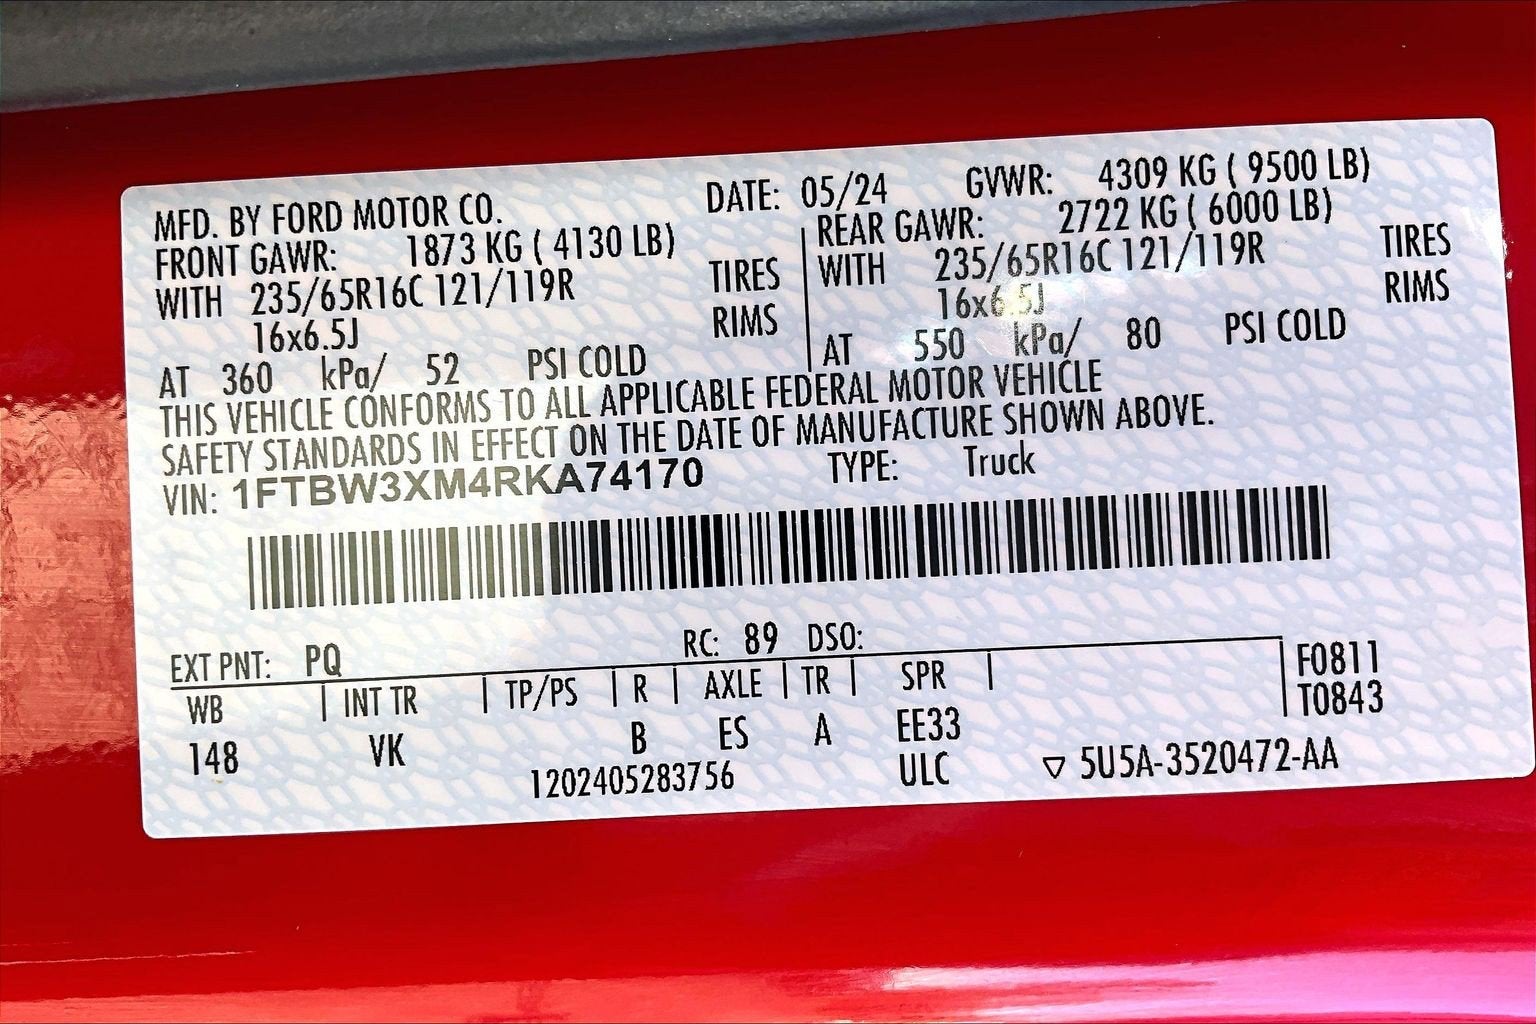 MFD. BY FORD MOTOR CO. DATE: 05/24 GVWR: 4309 KG ( 9500 LB)
FRONT GAWR: 1873 KG ( 4130 LB) REAR GAWR: 2722 KG ( 6000 LB)
WITH 235/65R16C 121/119R TIRES WITH 235/65R16C 121/119R TIRES
16x6.5J RIMS 16x6.5J RIMS
AT 360 kPa/ 52 PSI COLD AT 550 kPa/ 80 PSI COLD
THIS VEHICLE CONFORMS TO ALL APPLICABLE FEDERAL MOTOR VEHICLE
SAFETY STANDARDS IN EFFECT ON THE DATE OF MANUFACTURE SHOWN ABOVE.
VIN: 1FTBW3XM4RKA74170 TYPE: Truck
EXT PNT: PQ RC: 89 DSO:
WB INT TR TP/PS R AXLE TR SPR F0811
T0843
148 VK B ES A EE33
1202405283756 ULC ▽ 5U5A-3520472-AA